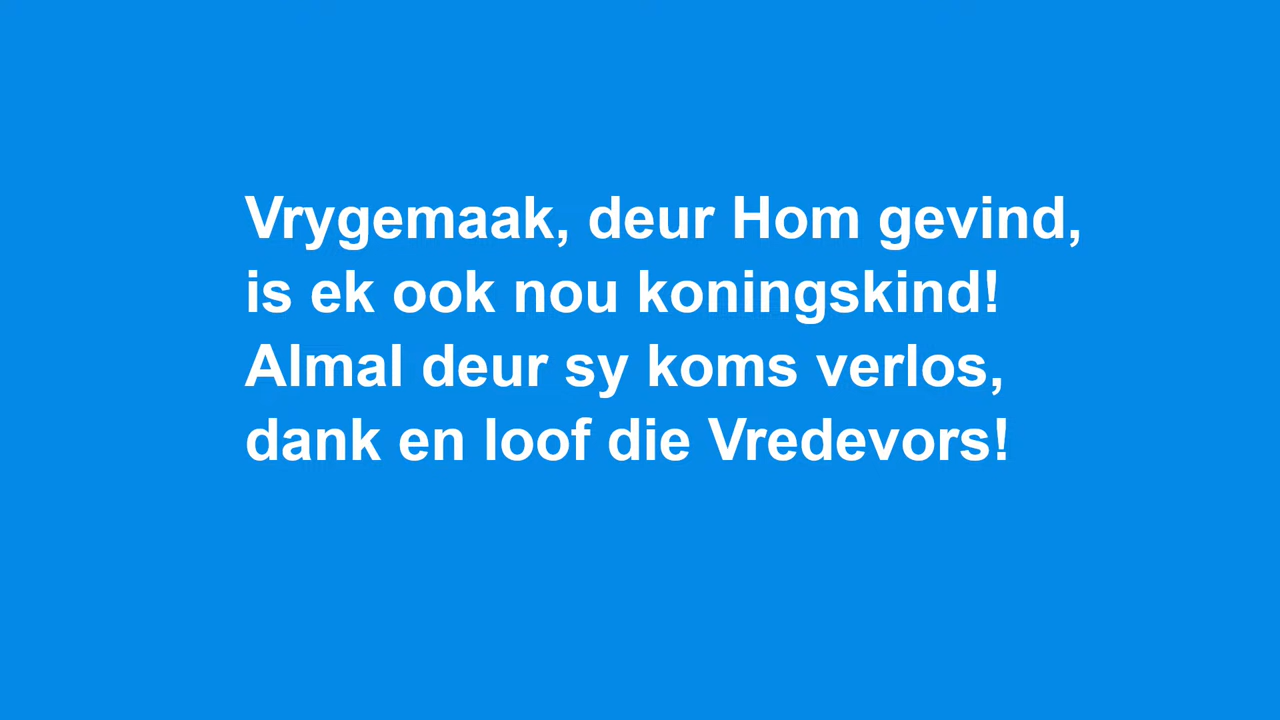 Vrygemaak, deur Hom gevind,
is ek ook nou koningskind!
Almal deur sy koms verlos,
dank en loof die Vredevors!